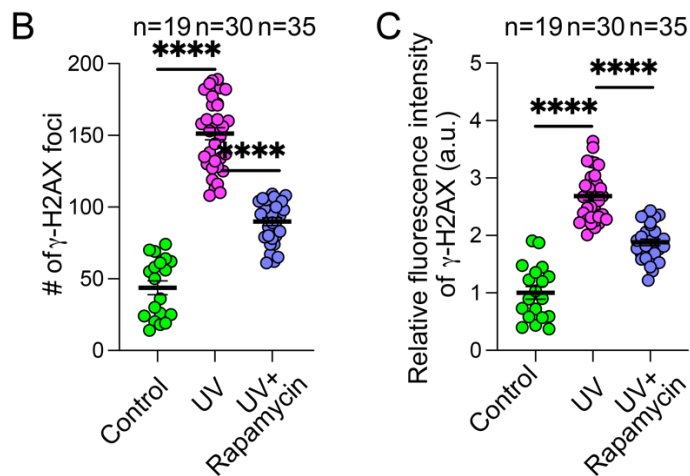 B
n=19 n=30 n=35
****
****
# of γ-H2AX foci
200
150
100
50
0
Control
UV
UV+
Rapamycin
C
n=19 n=30 n=35
****
****
Relative fluorescence intensity
of γ-H2AX (a.u.)
5
4
3
2
1
0
Control
UV
UV+
Rapamycin